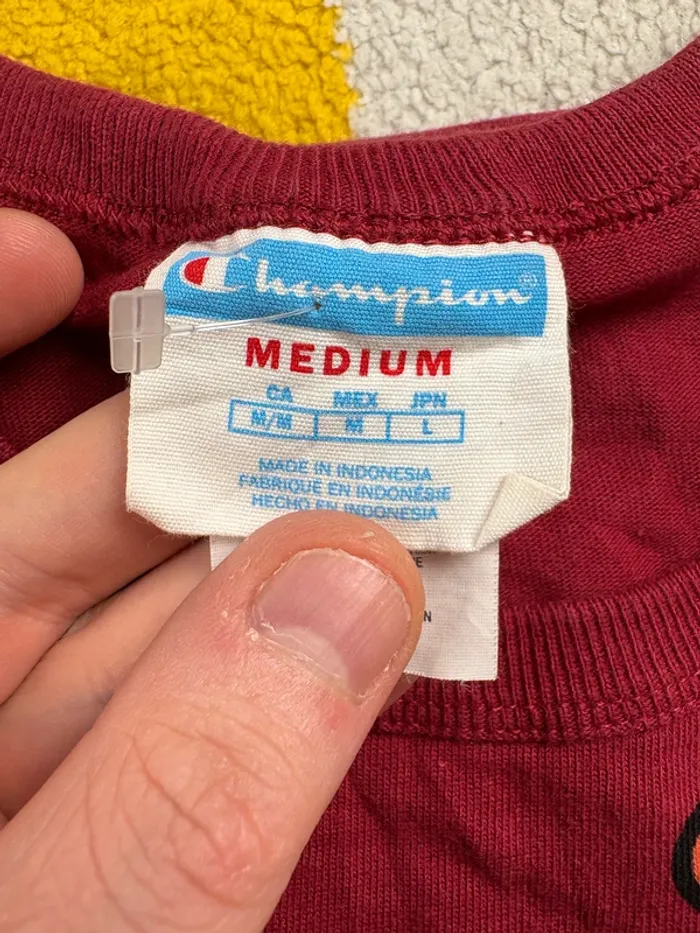 Champion®
MEDIUM
CA MEX JPN
M/M M L
MADE IN INDONESIA
FABRIQUÉ EN INDONÉSIE
HECHO EN INDONESIA
E
N